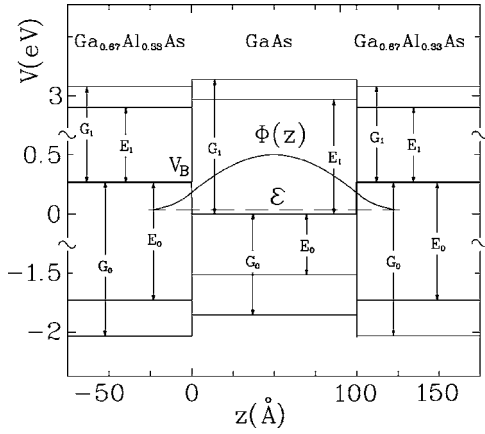 Ga₀.₆₇Al₀.₃₃As GaAs Ga₀.₆₇Al₀.₃₃As
V(eV)
3
G₁ E₁ G₁ E₁ G₁ E₁
Φ(z)
0.5
V_B
ε
0
E₀ E₀ E₀
G₀ G₀ G₀
−1.5
−2
−50 0 50 100 150
z(Å)